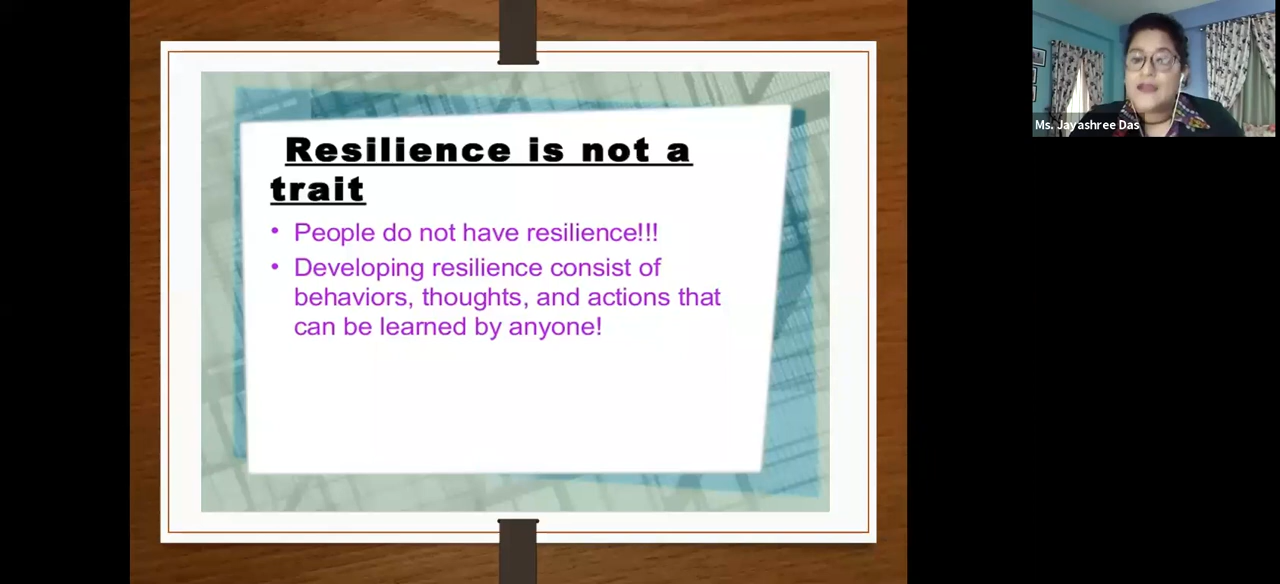 Resilience is not a
trait
• People do not have resilience!!!
• Developing resilience consist of
behaviors, thoughts, and actions that
can be learned by anyone!
Ms. Jayashree Das